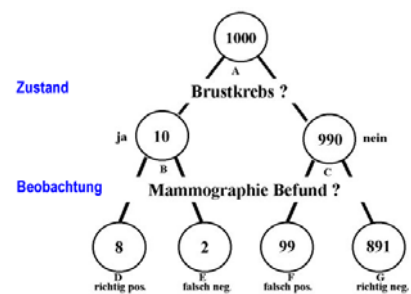 1000
A
Zustand
Brustkrebs ?
ja 10 990 nein
B C
Beobachtung Mammographie Befund ?
8 2 99 891
D E F G
richtig pos. falsch neg. falsch pos. richtig neg.